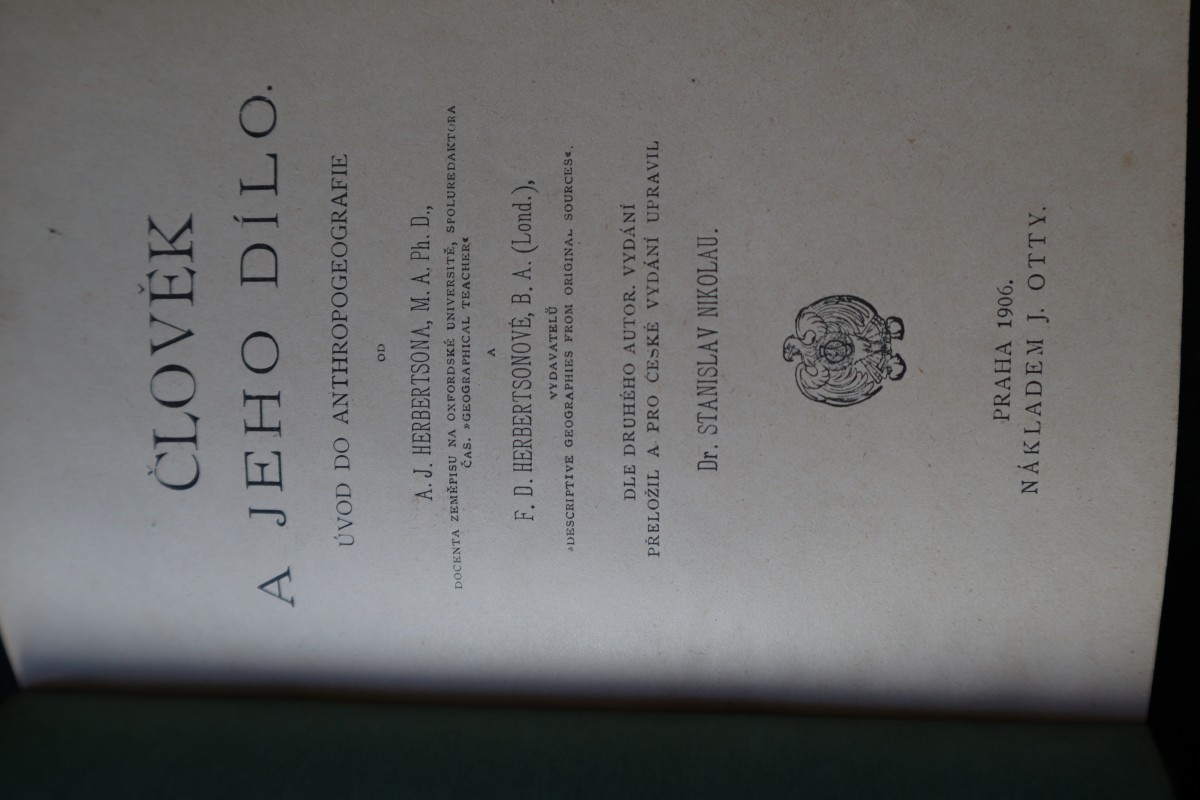 ČLOVĚK
A JEHO DÍLO.
ÚVOD DO ANTHROPOGEOGRAFIE
OD
A. J. HERBERTSONA, M. A. Ph. D.,
DOCENTA ZEMĚPISU NA OXFORDSKÉ UNIVERSITĚ, SPOLUREDAKTORA
ČAS. »GEOGRAPHICAL TEACHER«
A
F. D. HERBERTSONOVÉ, B. A. (Lond.),
VYDAVATELŮ
»DESCRIPTIVE GEOGRAPHIES FROM ORIGINAL SOURCES«.
DLE DRUHÉHO AUTOR. VYDÁNÍ
PŘELOŽIL A PRO ČESKÉ VYDÁNÍ UPRAVIL
Dr. STANISLAV NIKOLAU.
PRAHA 1906.
NÁKLADEM J. OTTY.